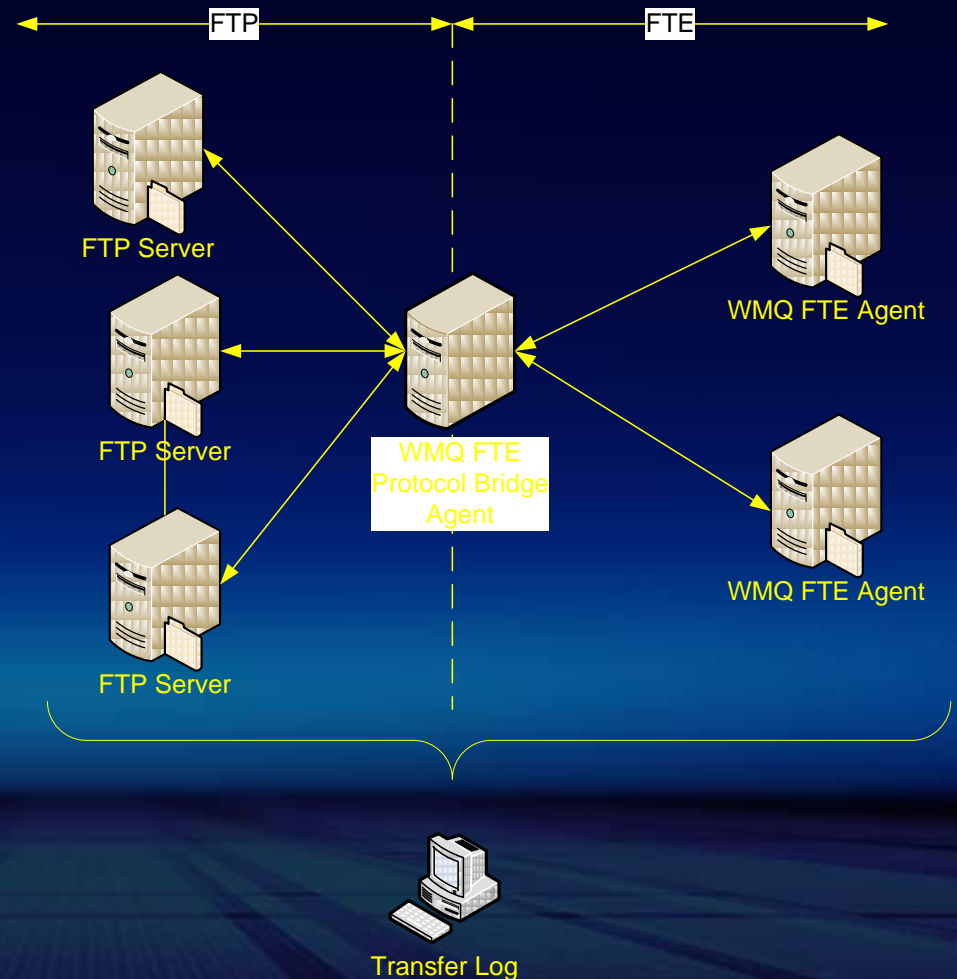 FTP
FTE
FTP Server
WMQ FTE Agent
FTP Server
WMQ FTE
Protocol Bridge
Agent
WMQ FTE Agent
FTP Server
Transfer Log